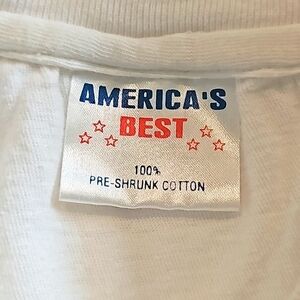 AMERICA'S
BEST
100%
PRE-SHRUNK COTTON